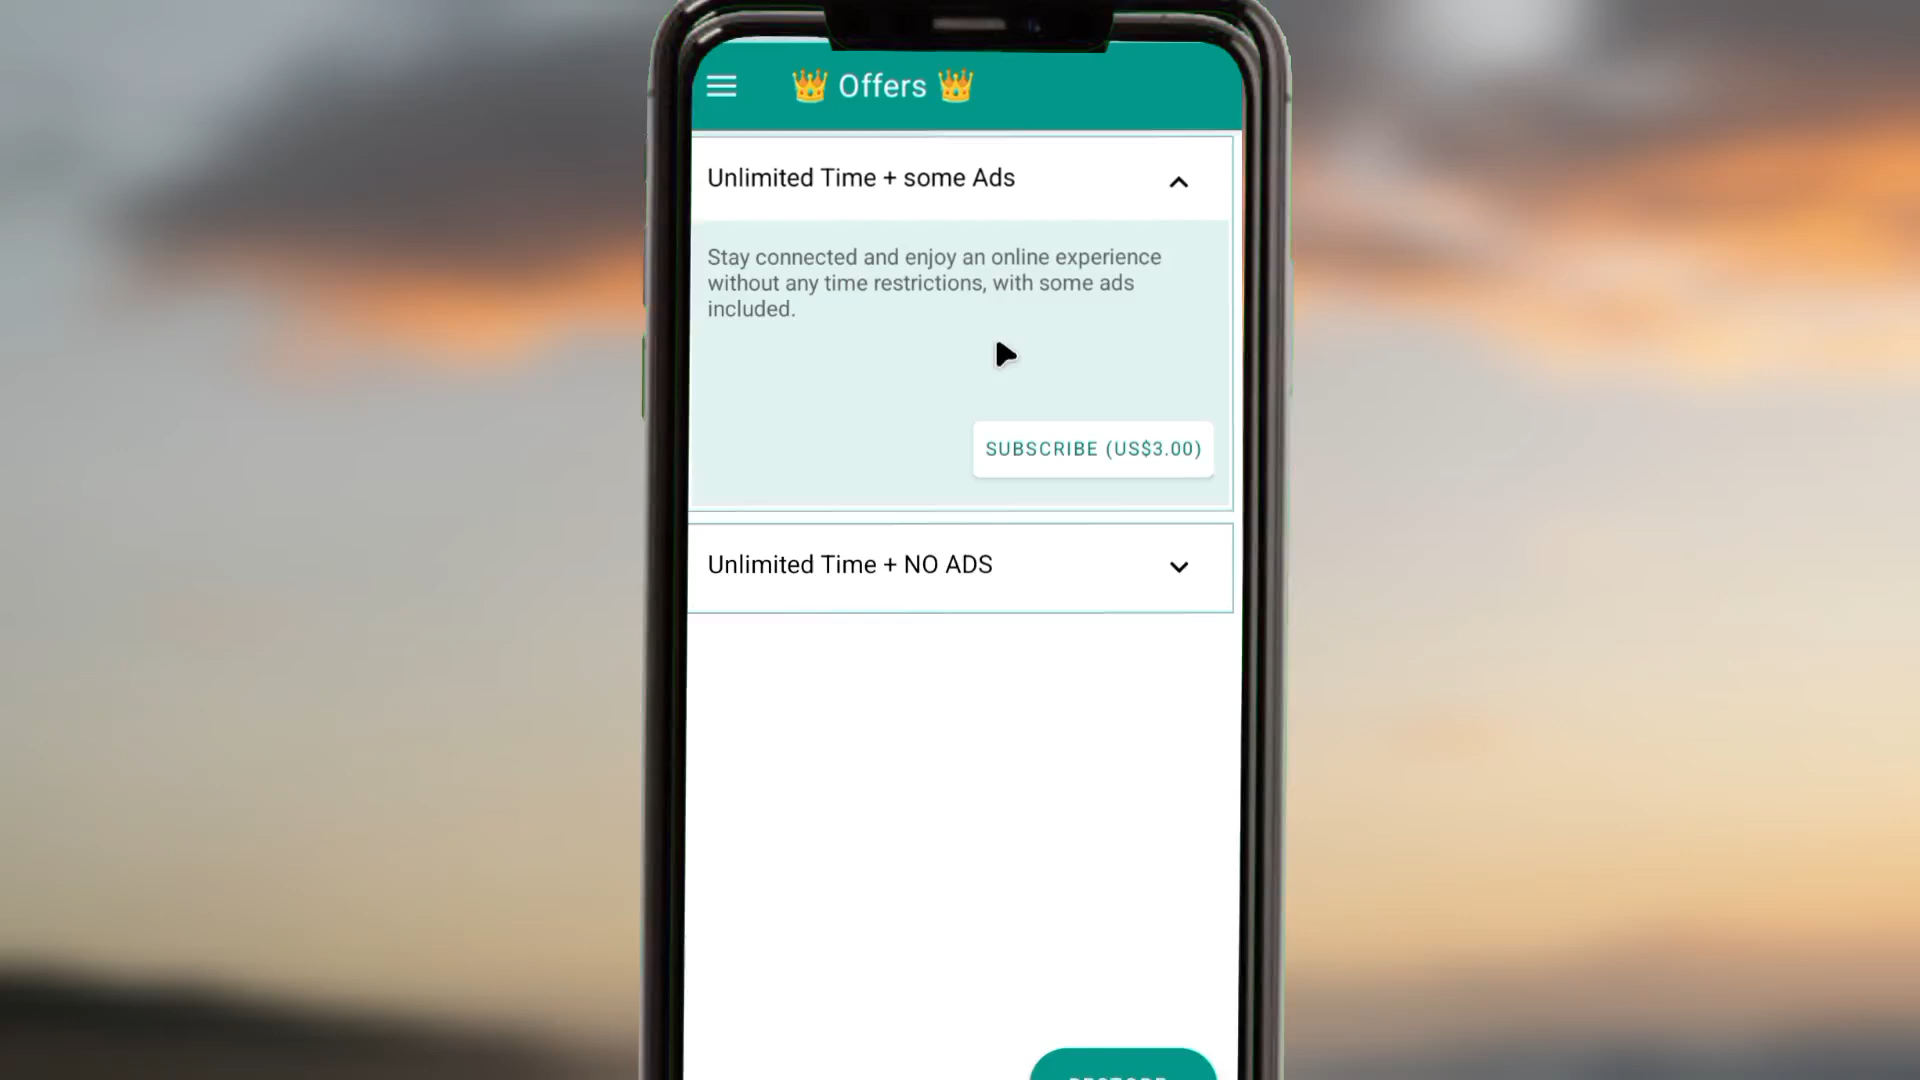 👑 Offers 👑
Unlimited Time + some Ads
Stay connected and enjoy an online experience
without any time restrictions, with some ads
included.
SUBSCRIBE (US$3.00)
Unlimited Time + NO ADS